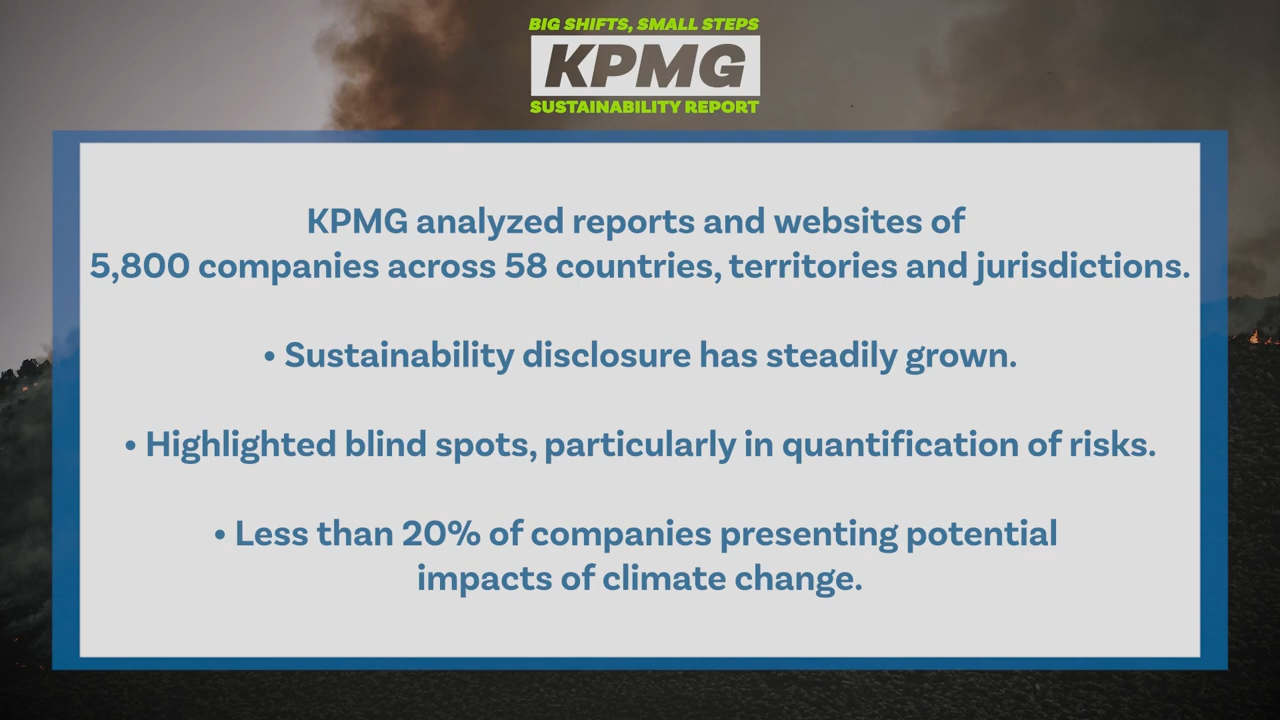 BIG SHIFTS, SMALL STEPS
KPMG
SUSTAINABILITY REPORT
KPMG analyzed reports and websites of
5,800 companies across 58 countries, territories and jurisdictions.
• Sustainability disclosure has steadily grown.
• Highlighted blind spots, particularly in quantification of risks.
• Less than 20% of companies presenting potential
impacts of climate change.